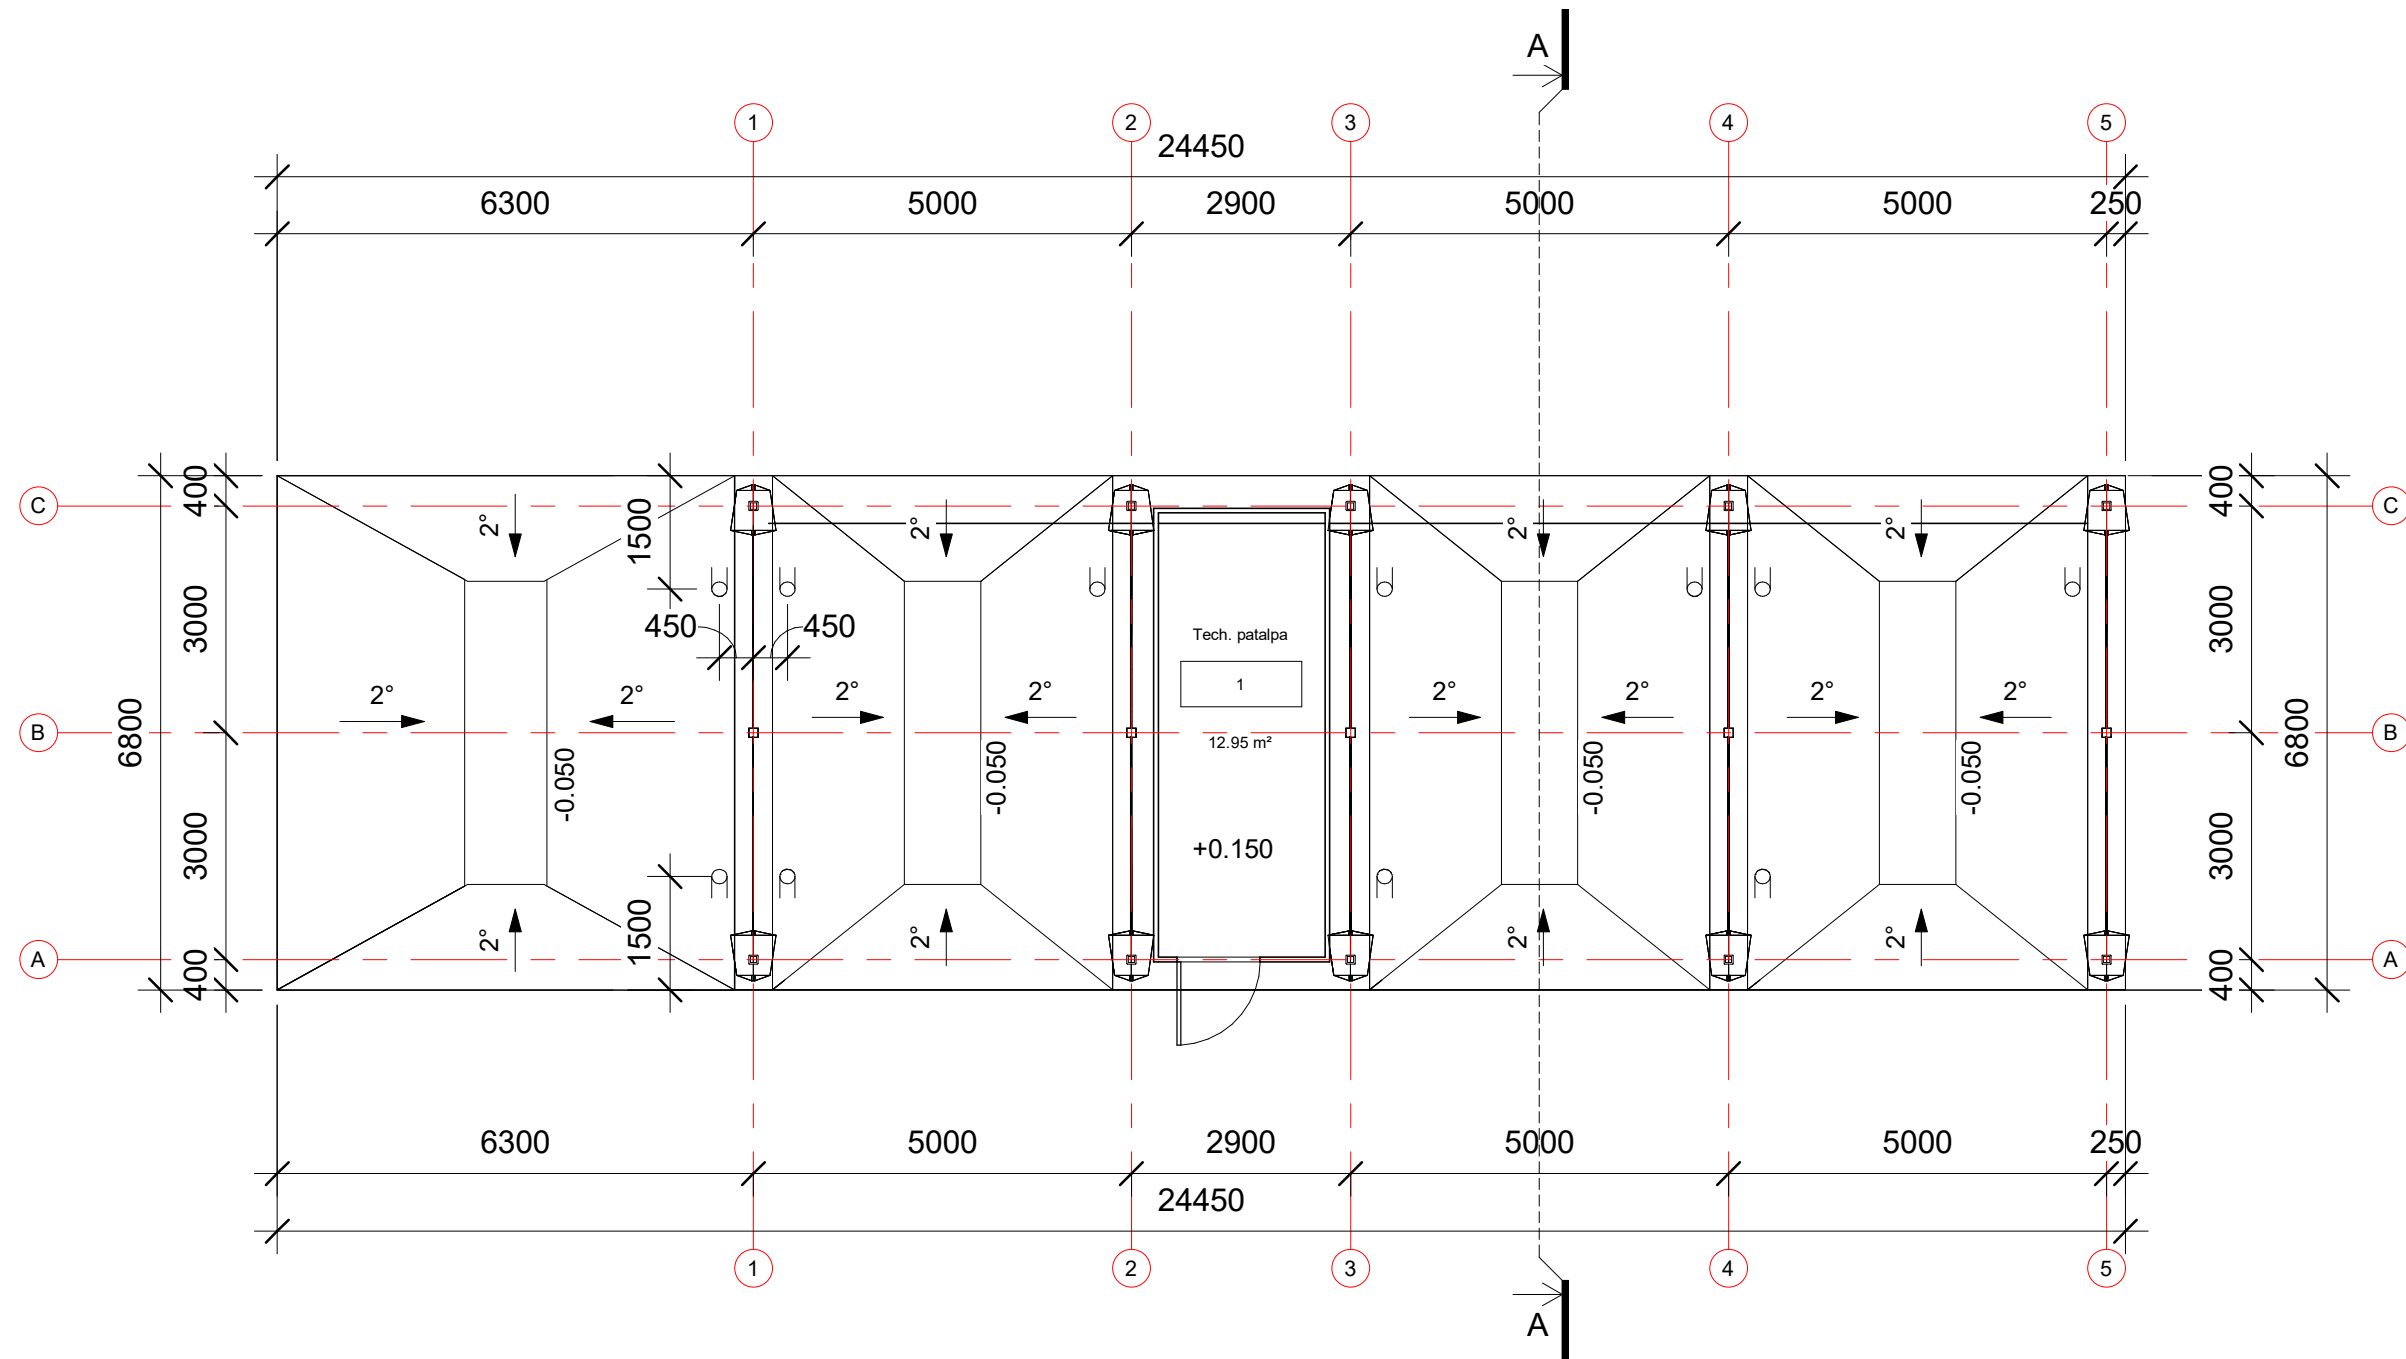 A
1 2 3 4 5
24450
6300 5000 2900 5000 5000 250
C 400 1500 2° 2° 2° 2° 400 C
3000 450 450 3000
Tech. patalpa
1
2° 2° 2° 2° 2° 2° 2° 2°
B 6800 12.95 m² 6800 B
-0.050 -0.050 -0.050 -0.050
3000 +0.150 3000
1500 2° 2° 2° 2°
A 400 400 A
6300 5000 2900 5000 5000 250
24450
1 2 3 4 5
A